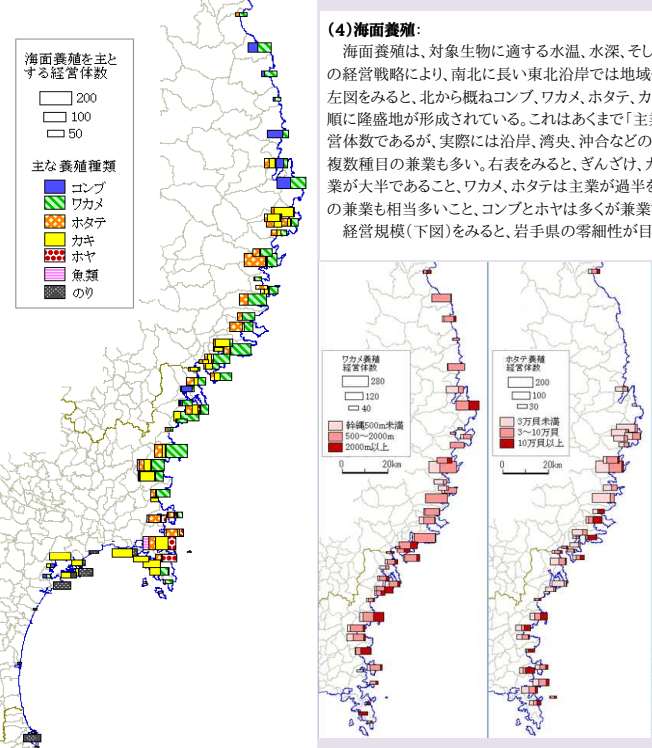 海面養殖を主と
する経営体数
200
100
50
主な養殖種類
コンブ
ワカメ
ホタテ
カキ
ホヤ
魚類
のり
(4)海面養殖:
海面養殖は、対象生物に適する水温、水深、そし
の経営戦略により、南北に長い東北沿岸では地域
左図をみると、北から概ねコンブ、ワカメ、ホタテ、カ
順に隆盛地が形成されている。これはあくまで「主
営体数であるが、実際には沿岸、湾央、沖合などの
複数種目の兼業も多い。右表をみると、ぎんざけ、
業が大半であること、ワカメ、ホタテは主業が過半を
の兼業も相当多いこと、コンブとホヤは多くが兼業
経営規模(下図)をみると、岩手県の零細性が目
ワカメ養殖
経営体数
280
120
40
幹縄500m未満
500～2000m
2000m以上
0 20km
ホタテ養殖
経営体数
200
100
30
3万貝未満
3～10万貝
10万貝以上
0 20km